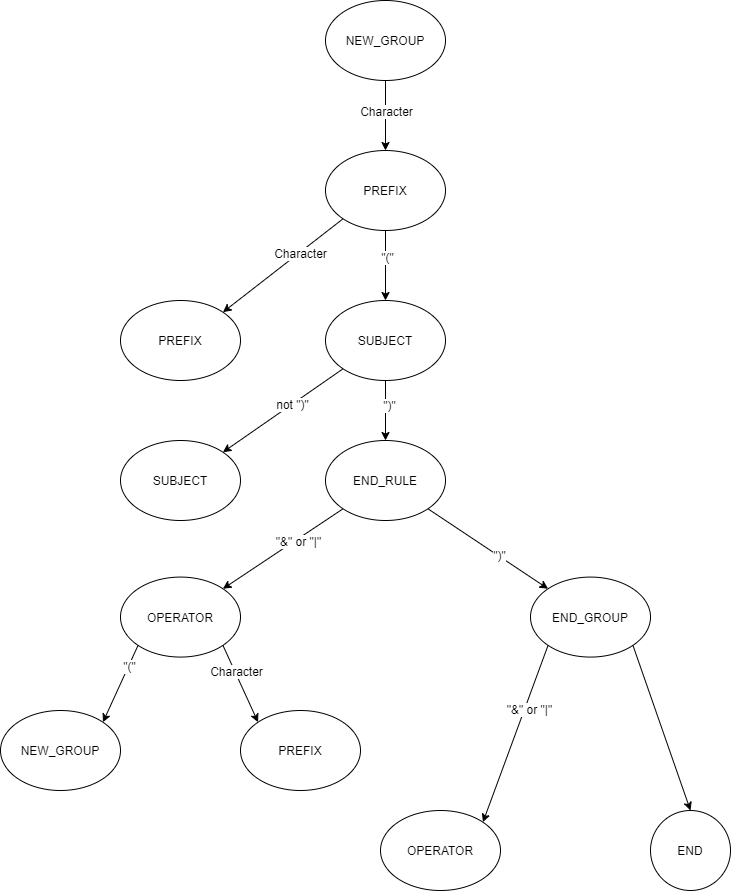 NEW_GROUP
Character
PREFIX
Character
"("
PREFIX
SUBJECT
not ")"
")"
SUBJECT
END_RULE
"&" or "|"
")"
OPERATOR
END_GROUP
"("
Character
"&" or "|"
NEW_GROUP
PREFIX
OPERATOR
END